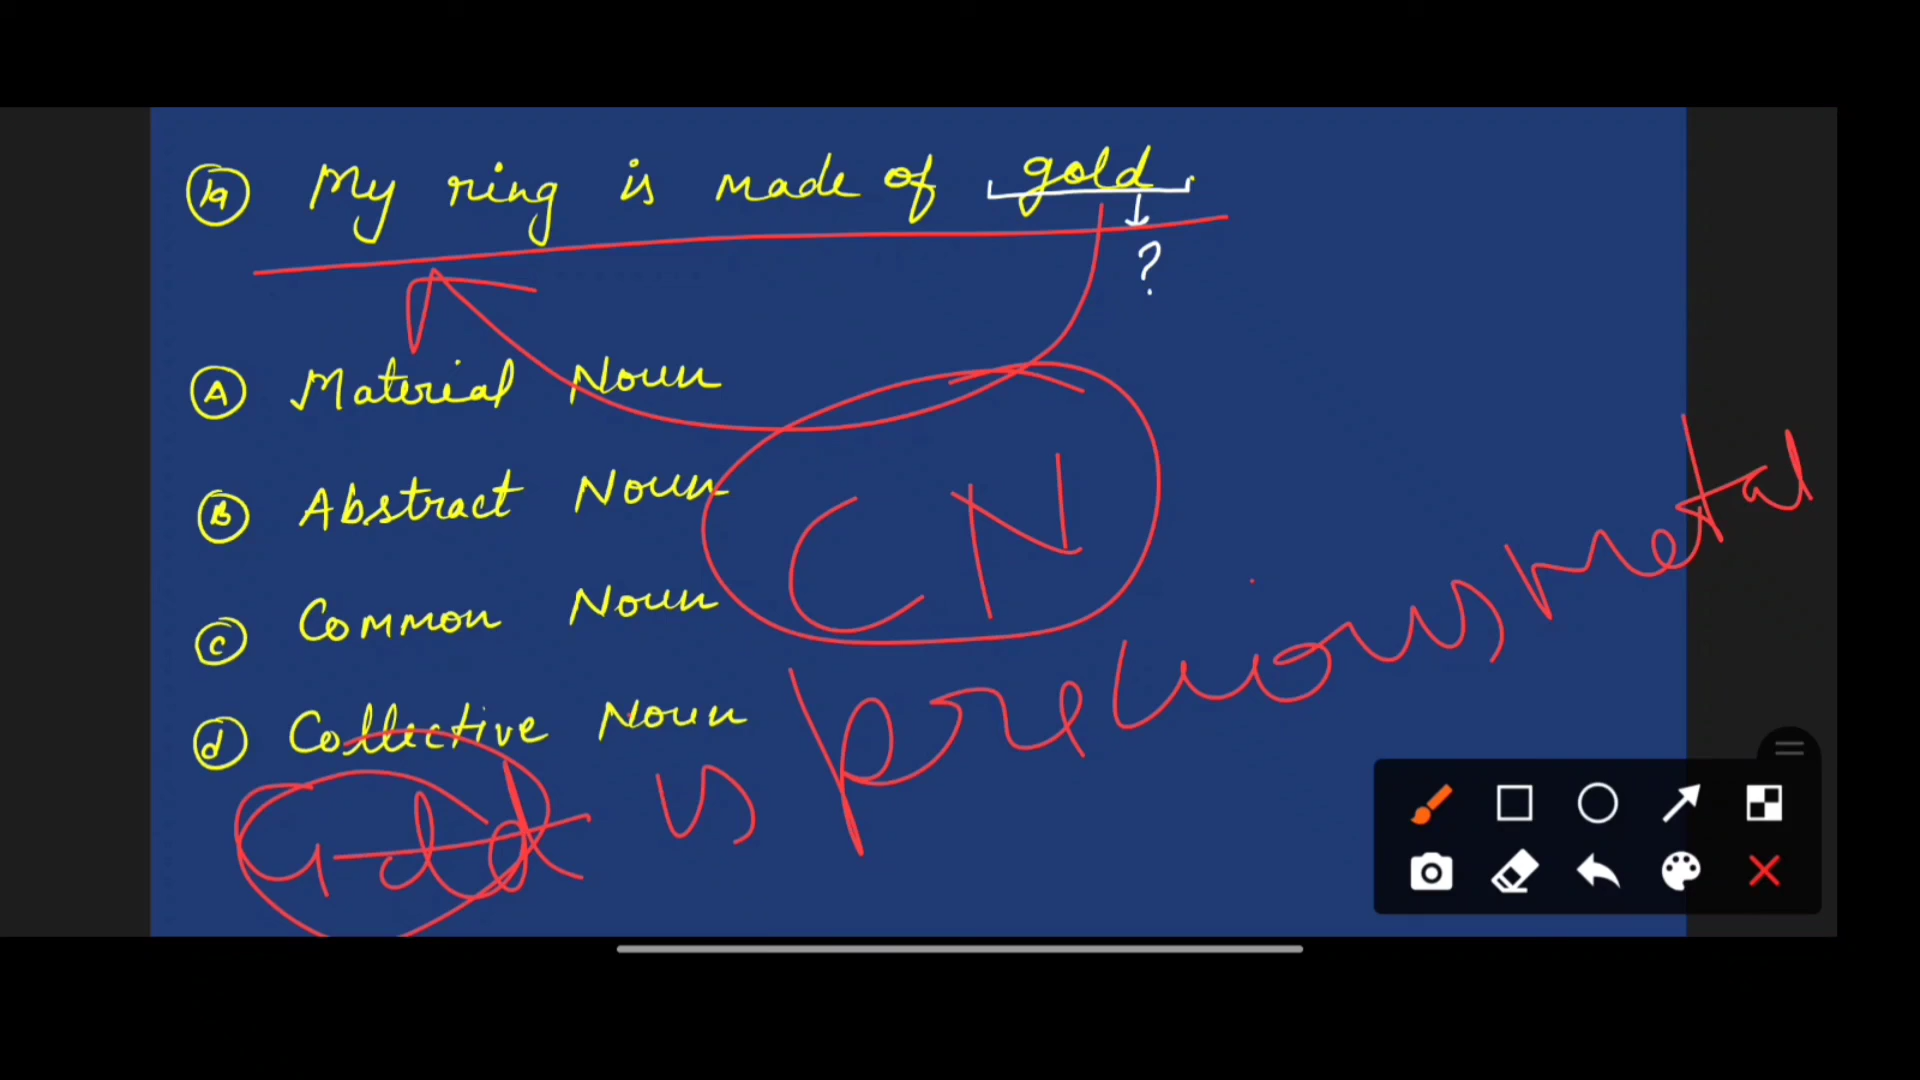 My ring is made of gold.
?
A Material Noun
B Abstract Noun
CN
C Common Noun
d Collective Noun
Gold is precious metal